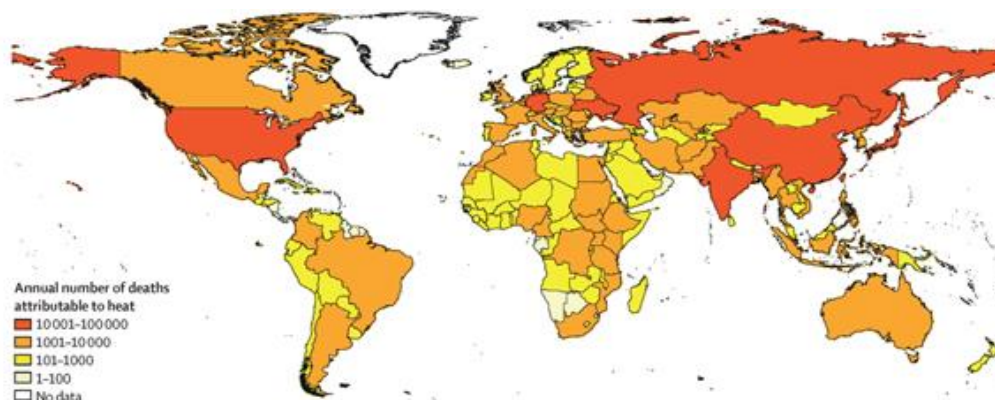 Annual number of deaths
attributable to heat
10 001–100 000
1001–10 000
101–1000
1–100
No data